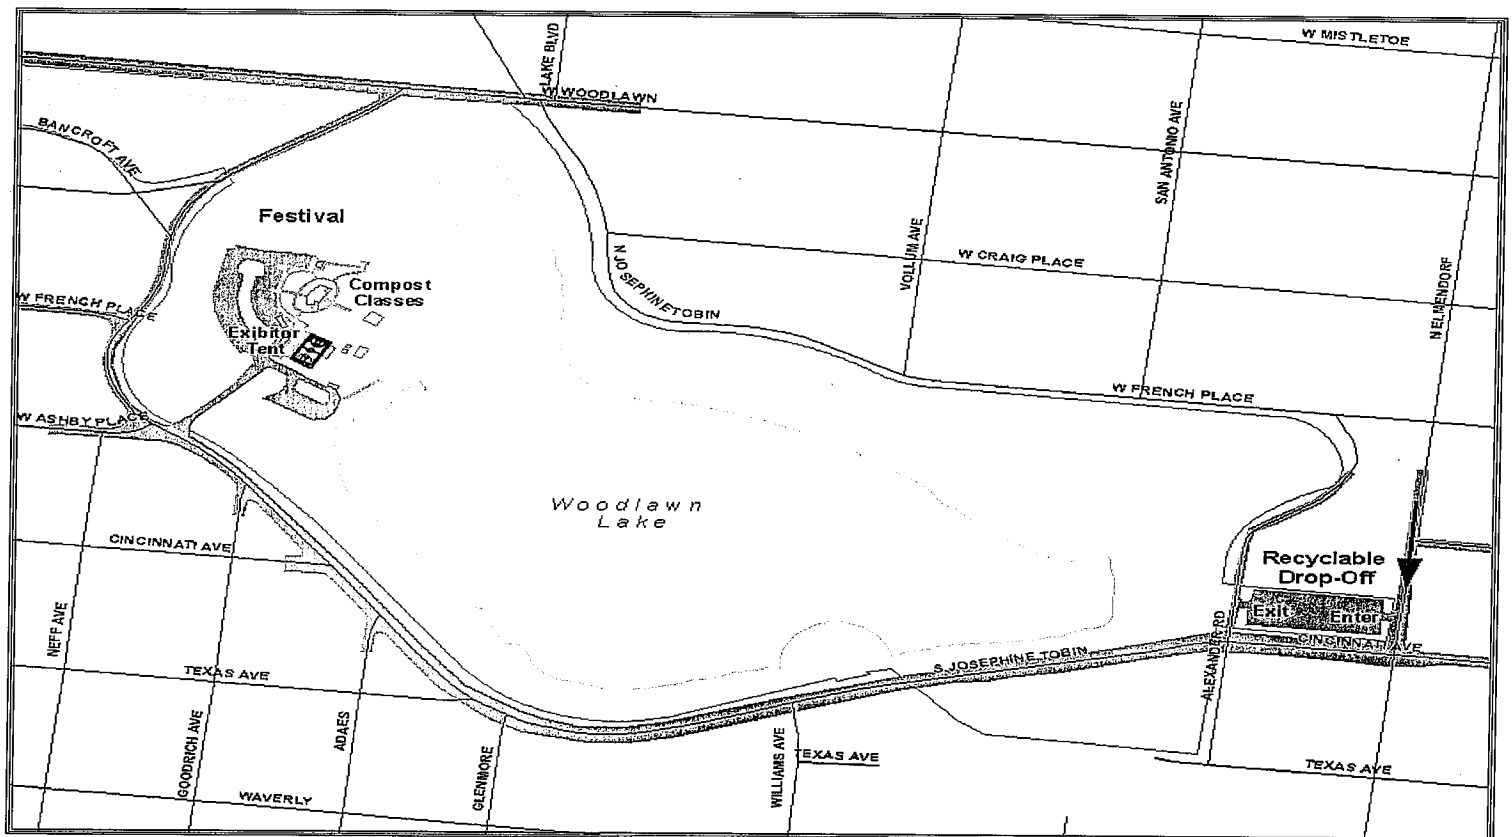 W MISTLETOE
LAKE BLVD
W WOODLAWN
SAN ANTONIO AVE
BANCROFT AVE
Festival
VOLLUM AVE
W CRAIG PLACE
N JOSEPHINE TOBIN
N ELMENDORF
Compost
Classes
W FRENCH PLACE
Exibitor
Tent
W FRENCH PLACE
W ASHBY PLACE
Woodlawn
Lake
CINCINNATI AVE
Recyclable
Drop-Off
Exit
Enter
NEFF AVE
CINCINNATI AVE
S JOSEPHINE TOBIN
ALEXANDER RD
TEXAS AVE
GOODRICH AVE
ADAES
GLENMORE
WILLIAMS AVE
TEXAS AVE
TEXAS AVE
WAVERLY